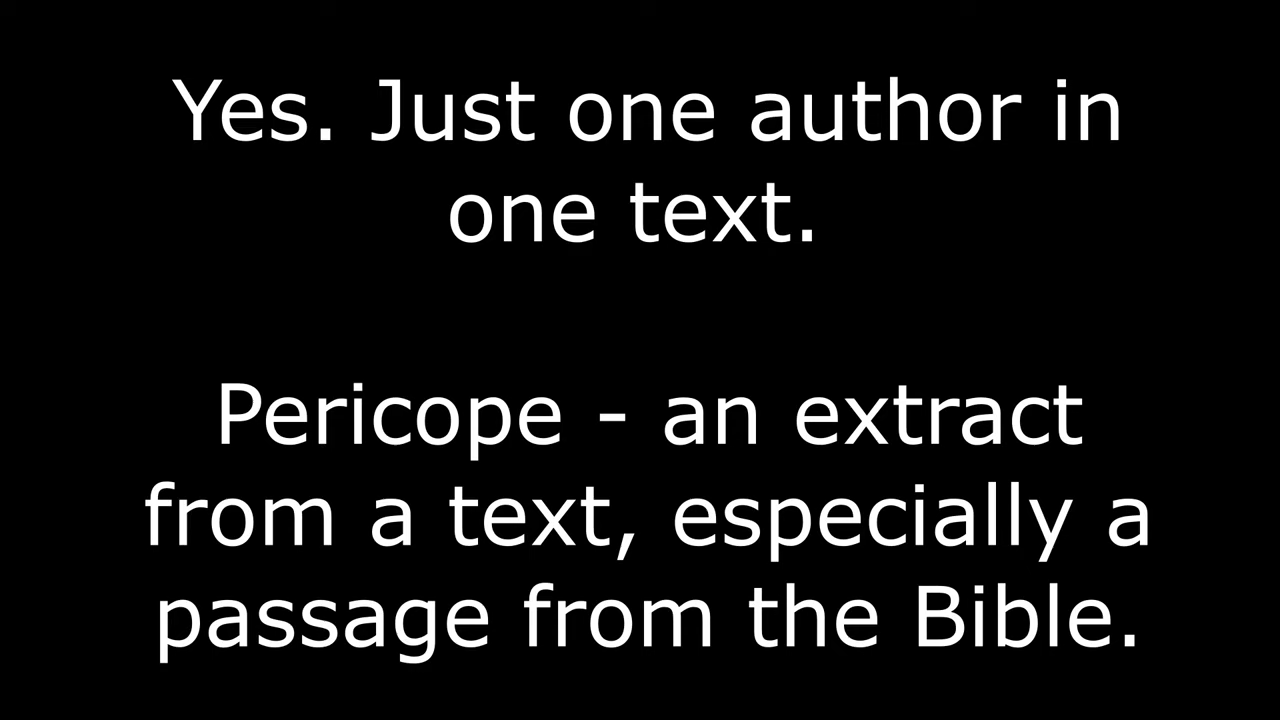 Yes. Just one author in
one text.
Pericope - an extract
from a text, especially a
passage from the Bible.